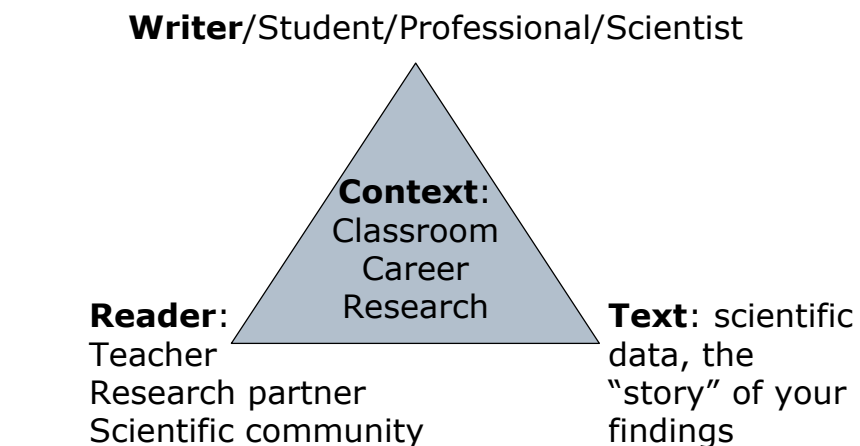 Writer/Student/Professional/Scientist
Context:
Classroom
Career
Research
Reader:
Teacher
Research partner
Scientific community
Text: scientific
data, the
“story” of your
findings